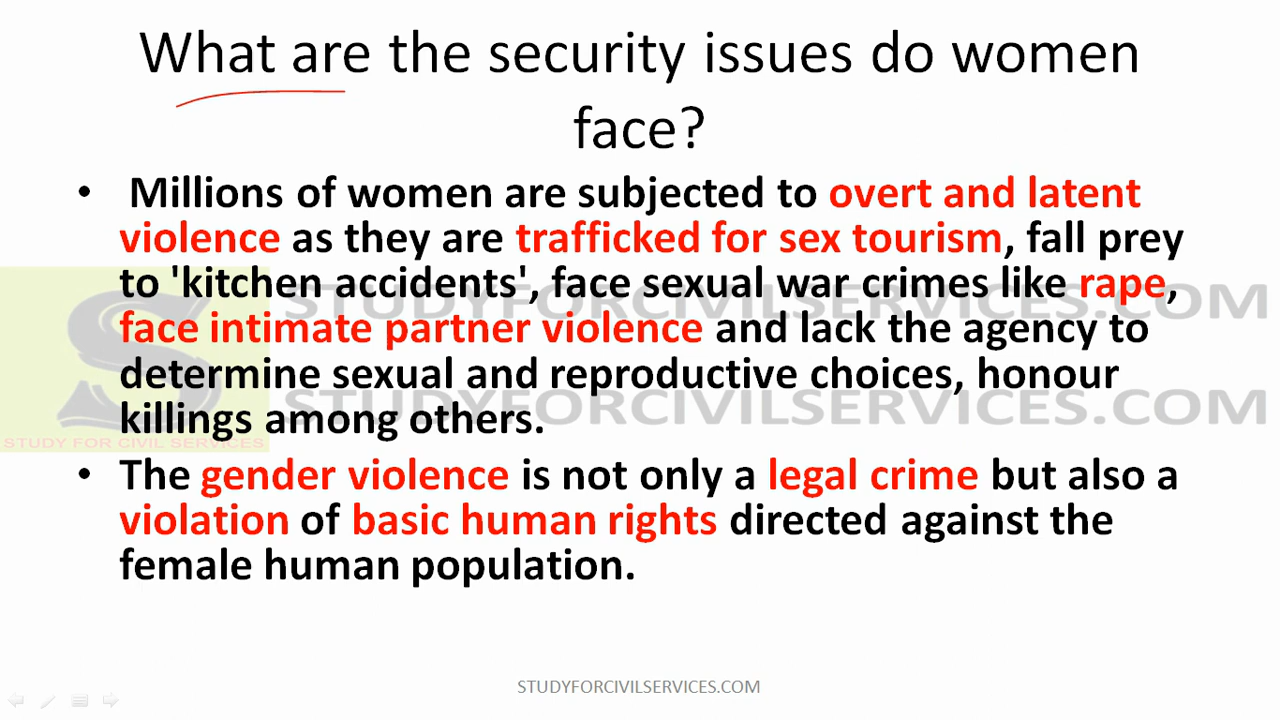 What are the security issues do women
face?
• Millions of women are subjected to overt and latent
violence as they are trafficked for sex tourism, fall prey
to 'kitchen accidents', face sexual war crimes like rape,
face intimate partner violence and lack the agency to
determine sexual and reproductive choices, honour
killings among others.
• The gender violence is not only a legal crime but also a
violation of basic human rights directed against the
female human population.
STUDYFORCIVILSERVICES.COM
STUDYFORCIVILSERVICES.COM
STUDY FOR CIVIL SERVICES
STUDYFORCIVILSERVICES.COM